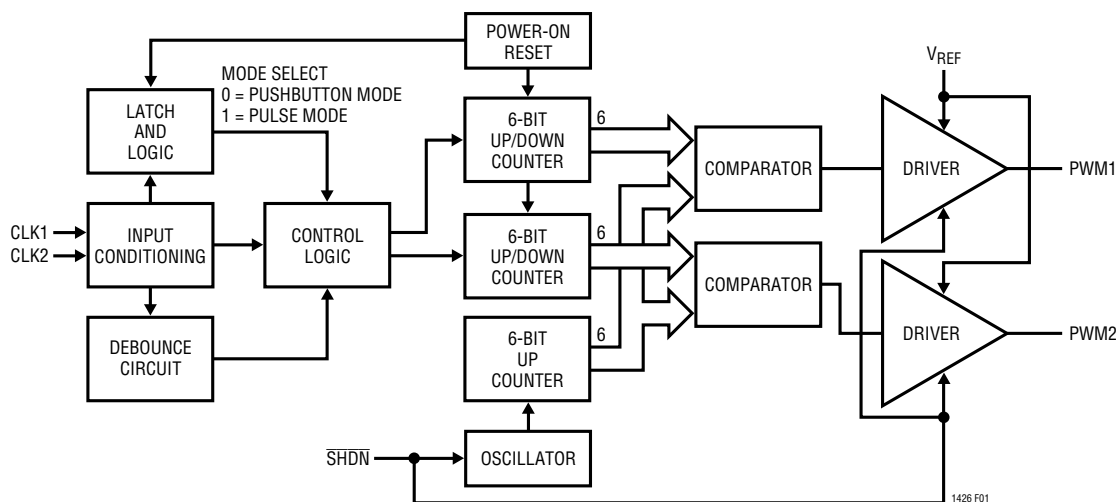 POWER-ON
RESET
V_REF
MODE SELECT
0 = PUSHBUTTON MODE
1 = PULSE MODE
LATCH
AND
LOGIC
6-BIT
UP/DOWN
COUNTER
6
COMPARATOR
DRIVER
PWM1
CLK1
CLK2
INPUT
CONDITIONING
CONTROL
LOGIC
6-BIT
UP/DOWN
COUNTER
6
COMPARATOR
DEBOUNCE
CIRCUIT
6-BIT
UP
COUNTER
6
DRIVER
PWM2
SHDN
OSCILLATOR
1426 F01